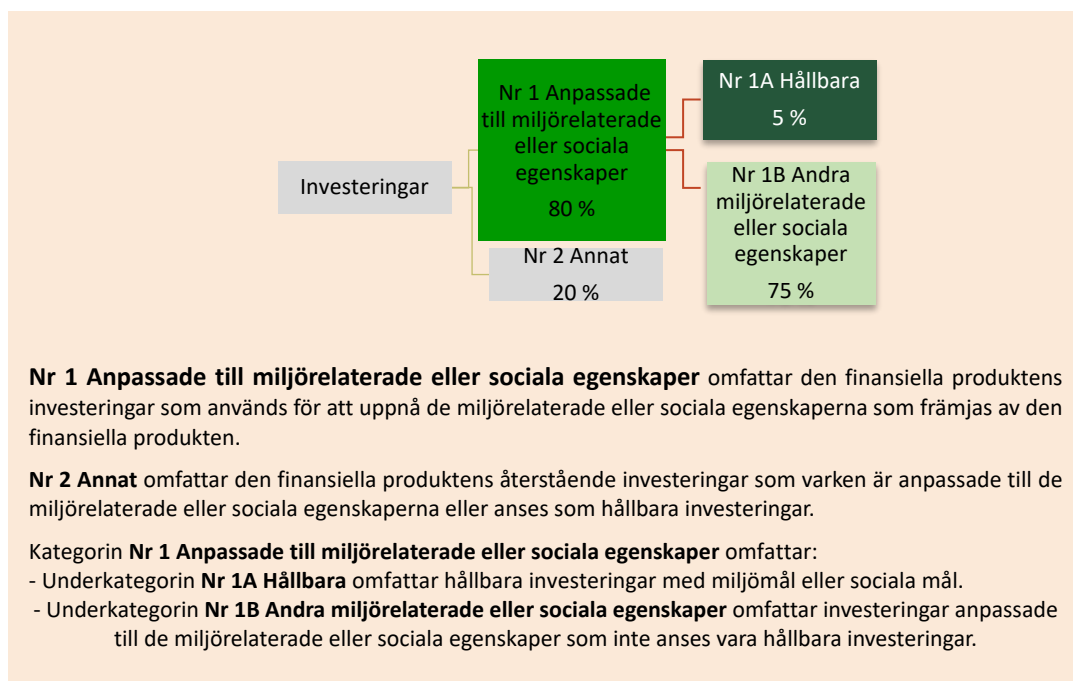 Investeringar
Nr 1 Anpassade
till miljörelaterade
eller sociala
egenskaper
80 %
Nr 2 Annat
20 %
Nr 1A Hållbara
5 %
Nr 1B Andra
miljörelaterade
eller sociala
egenskaper
75 %
Nr 1 Anpassade till miljörelaterade eller sociala egenskaper omfattar den finansiella produktens
investeringar som används för att uppnå de miljörelaterade eller sociala egenskaperna som främjas av den
finansiella produkten.
Nr 2 Annat omfattar den finansiella produktens återstående investeringar som varken är anpassade till de
miljörelaterade eller sociala egenskaperna eller anses som hållbara investeringar.
Kategorin Nr 1 Anpassade till miljörelaterade eller sociala egenskaper omfattar:
- Underkategorin Nr 1A Hållbara omfattar hållbara investeringar med miljömål eller sociala mål.
- Underkategorin Nr 1B Andra miljörelaterade eller sociala egenskaper omfattar investeringar anpassade
till de miljörelaterade eller sociala egenskaper som inte anses vara hållbara investeringar.